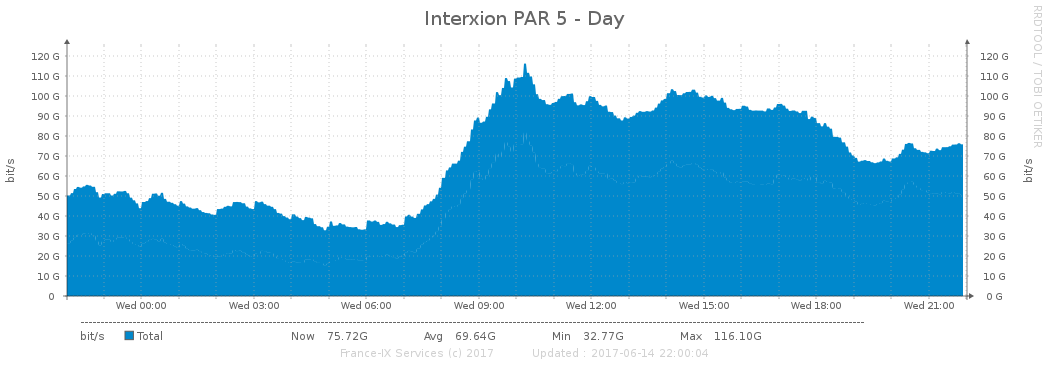 Interxion PAR 5 - Day
RRDTOOL / TOBI OETIKER
bit/s
120 G
110 G
100 G
90 G
80 G
70 G
60 G
50 G
40 G
30 G
20 G
10 G
0
120 G
110 G
100 G
90 G
80 G
70 G
60 G
50 G
40 G
30 G
20 G
10 G
0 G
bit/s
Wed 00:00 Wed 03:00 Wed 06:00 Wed 09:00 Wed 12:00 Wed 15:00 Wed 18:00 Wed 21:00
bit/s Total Now 75.72G Avg 69.64G Min 32.77G Max 116.10G
France-IX Services (c) 2017 Updated : 2017-06-14 22:00:04